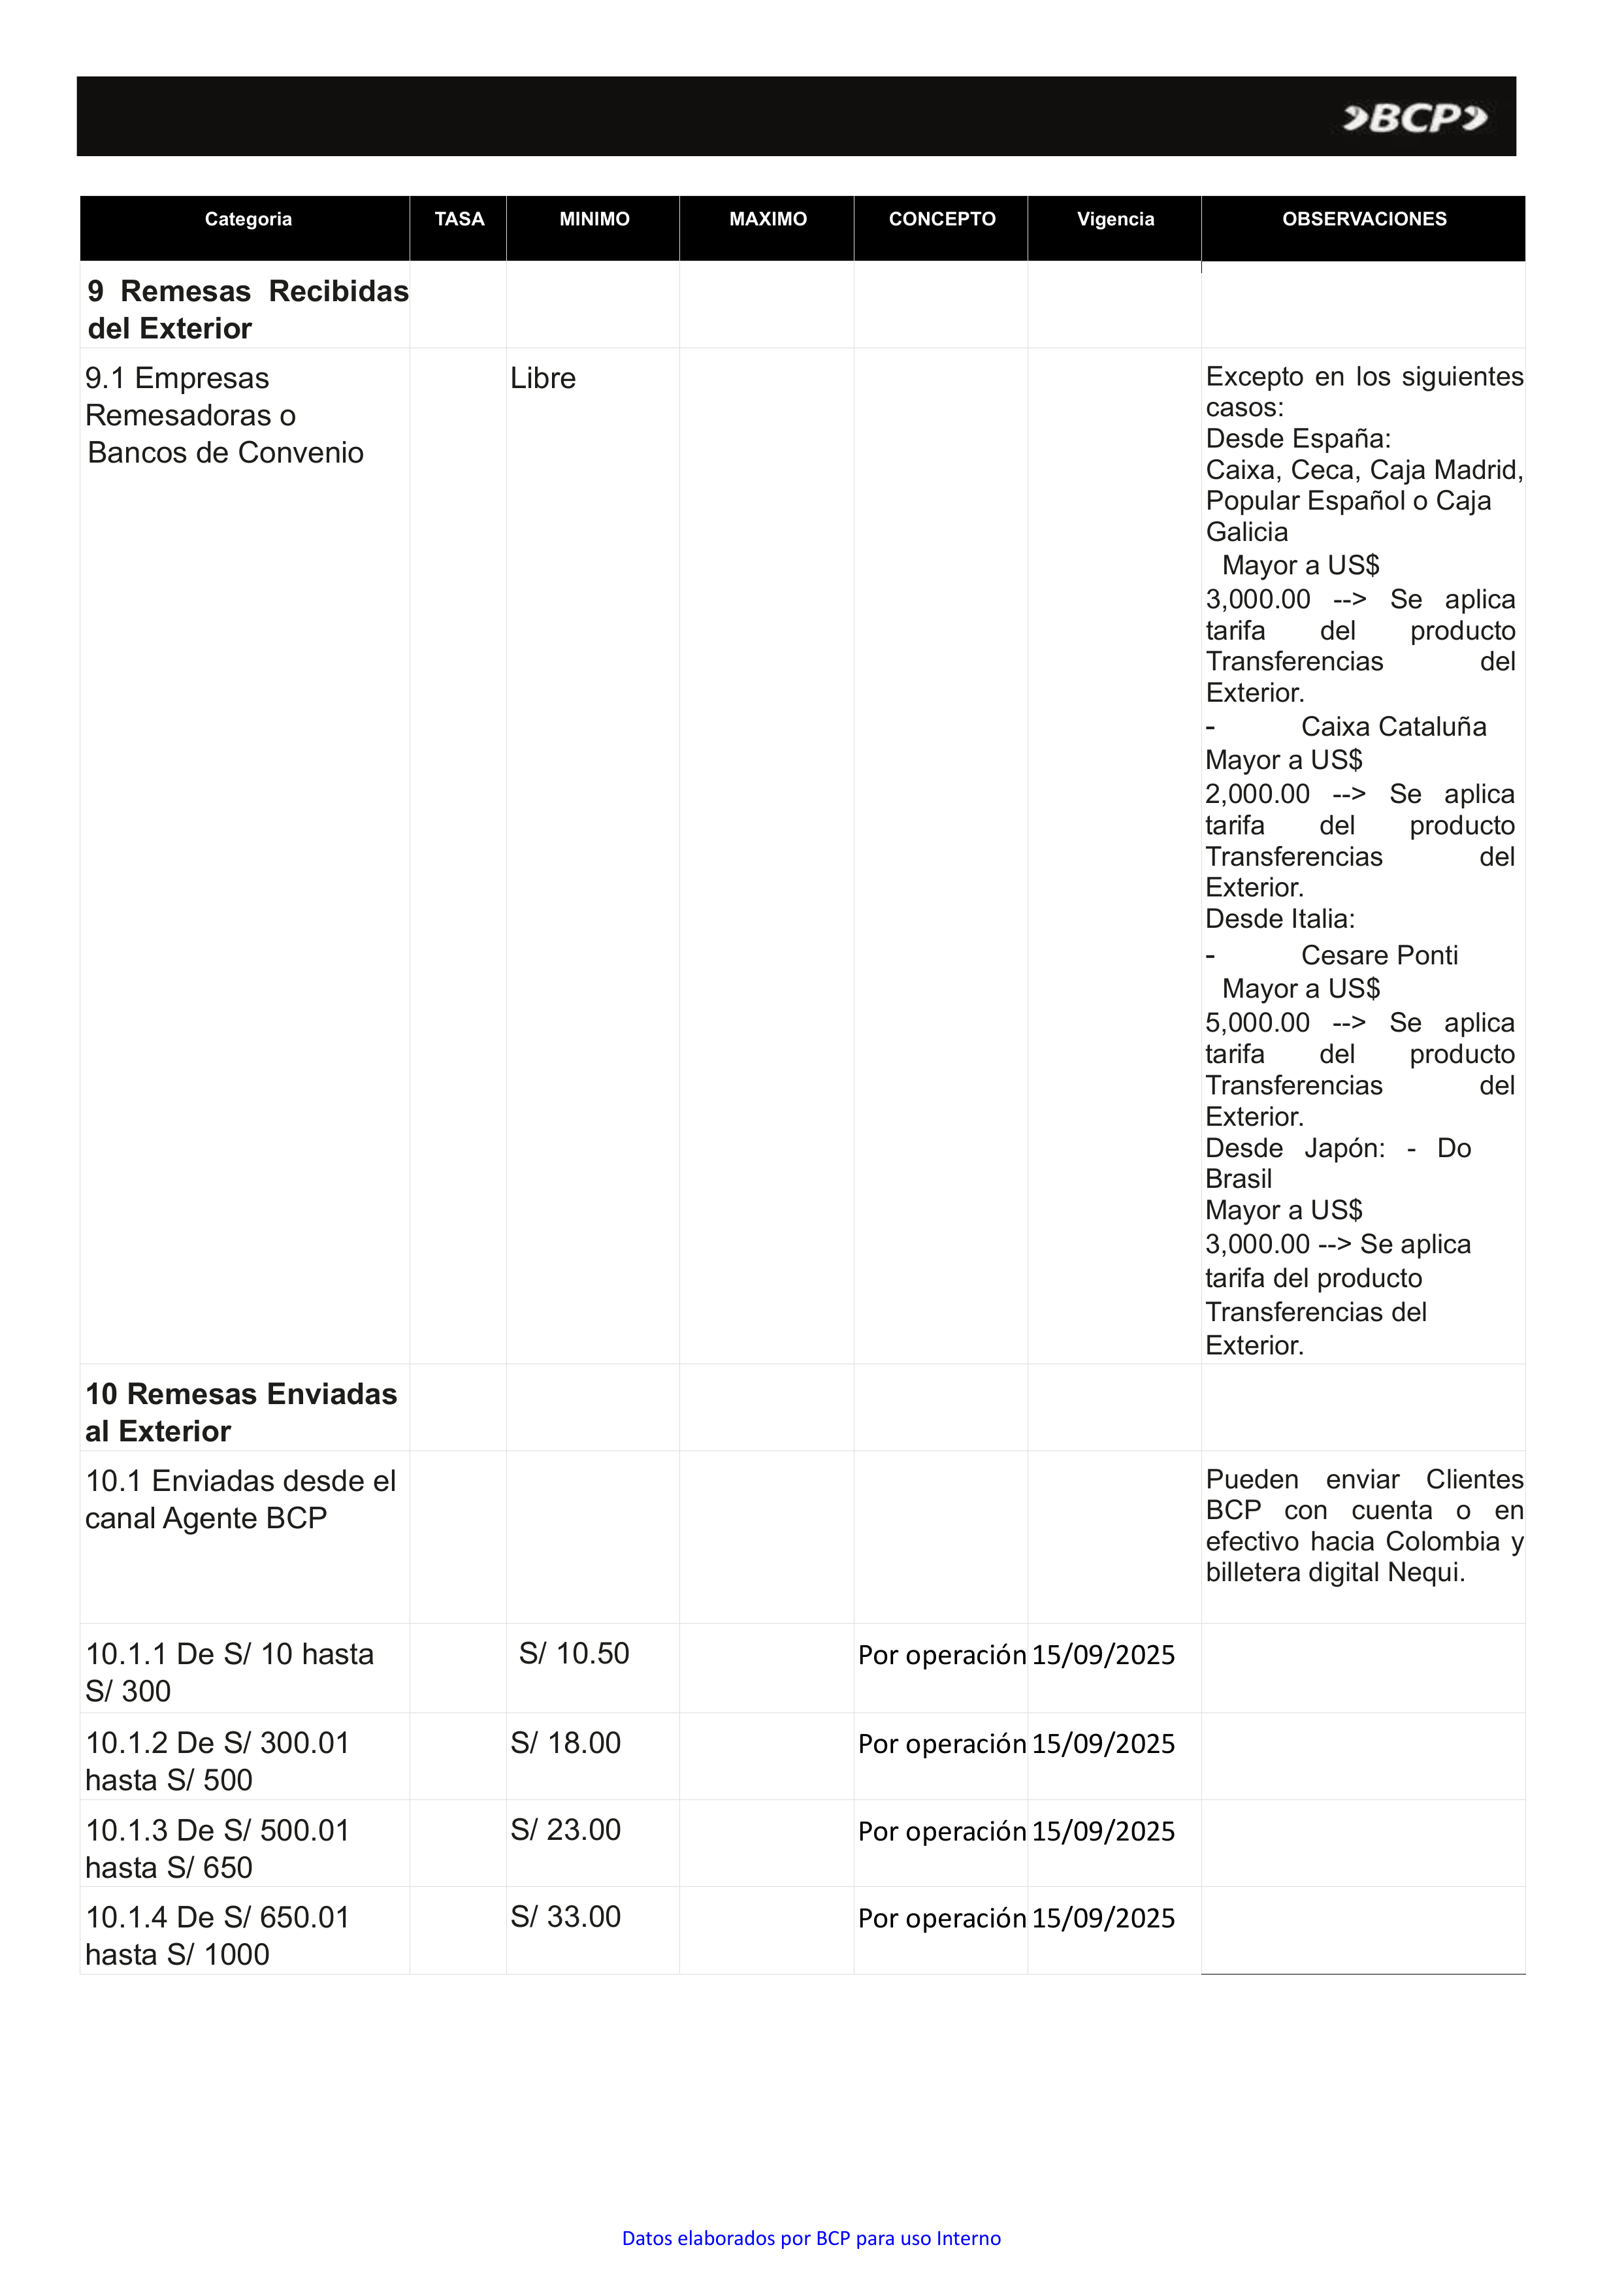 BCP
Categoria TASA MINIMO MAXIMO CONCEPTO Vigencia OBSERVACIONES
9 Remesas Recibidas
del Exterior
9.1 Empresas
Remesadoras o
Bancos de Convenio
Libre
Excepto en los siguientes
casos:
Desde España:
Caixa, Ceca, Caja Madrid,
Popular Español o Caja
Galicia
Mayor a US$
3,000.00 --> Se aplica
tarifa del producto
Transferencias del
Exterior.
- Caixa Cataluña
Mayor a US$
2,000.00 --> Se aplica
tarifa del producto
Transferencias del
Exterior.
Desde Italia:
- Cesare Ponti
Mayor a US$
5,000.00 --> Se aplica
tarifa del producto
Transferencias del
Exterior.
Desde Japón: - Do
Brasil
Mayor a US$
3,000.00 --> Se aplica
tarifa del producto
Transferencias del
Exterior.
10 Remesas Enviadas
al Exterior
10.1 Enviadas desde el
canal Agente BCP
Pueden enviar Clientes
BCP con cuenta o en
efectivo hacia Colombia y
billetera digital Nequi.
10.1.1 De S/ 10 hasta
S/ 300
S/ 10.50 Por operación 15/09/2025
10.1.2 De S/ 300.01
hasta S/ 500
S/ 18.00 Por operación 15/09/2025
10.1.3 De S/ 500.01
hasta S/ 650
S/ 23.00 Por operación 15/09/2025
10.1.4 De S/ 650.01
hasta S/ 1000
S/ 33.00 Por operación 15/09/2025
Datos elaborados por BCP para uso Interno